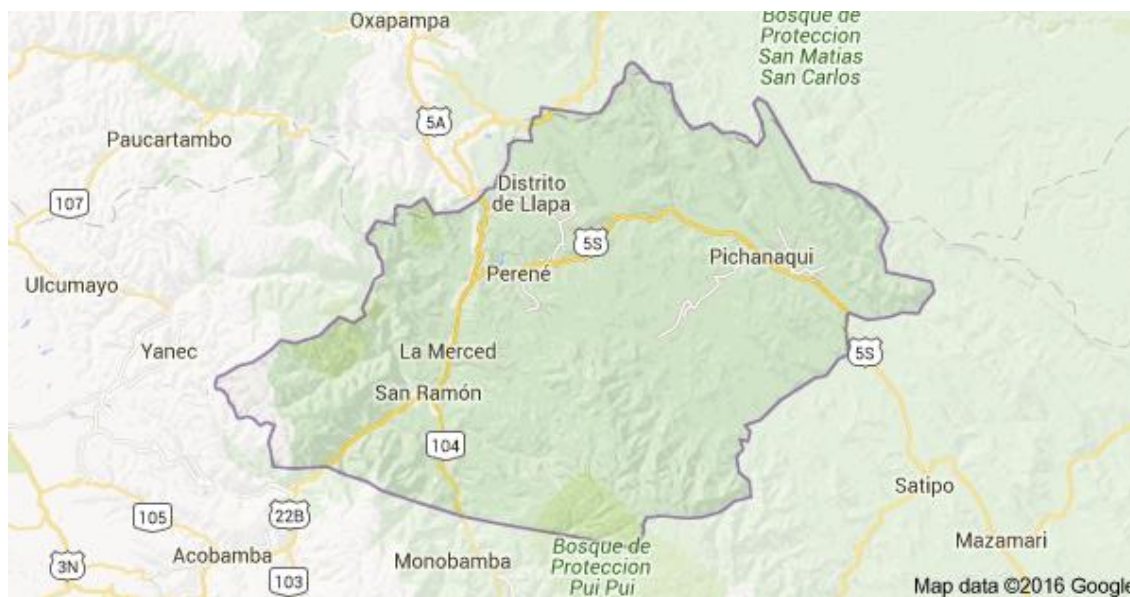 Oxapampa
Bosque de
Proteccion
San Matias
San Carlos
5A
Paucartambo
107
Distrito
de Llapa
5S
Pichanaqui
Perené
Ulcumayo
Yanec
La Merced
5S
San Ramón
104
Satipo
105
22B
Mazamari
Acobamba
Monobamba
Bosque de
Proteccion
Pui Pui
3N
103
Map data ©2016 Google